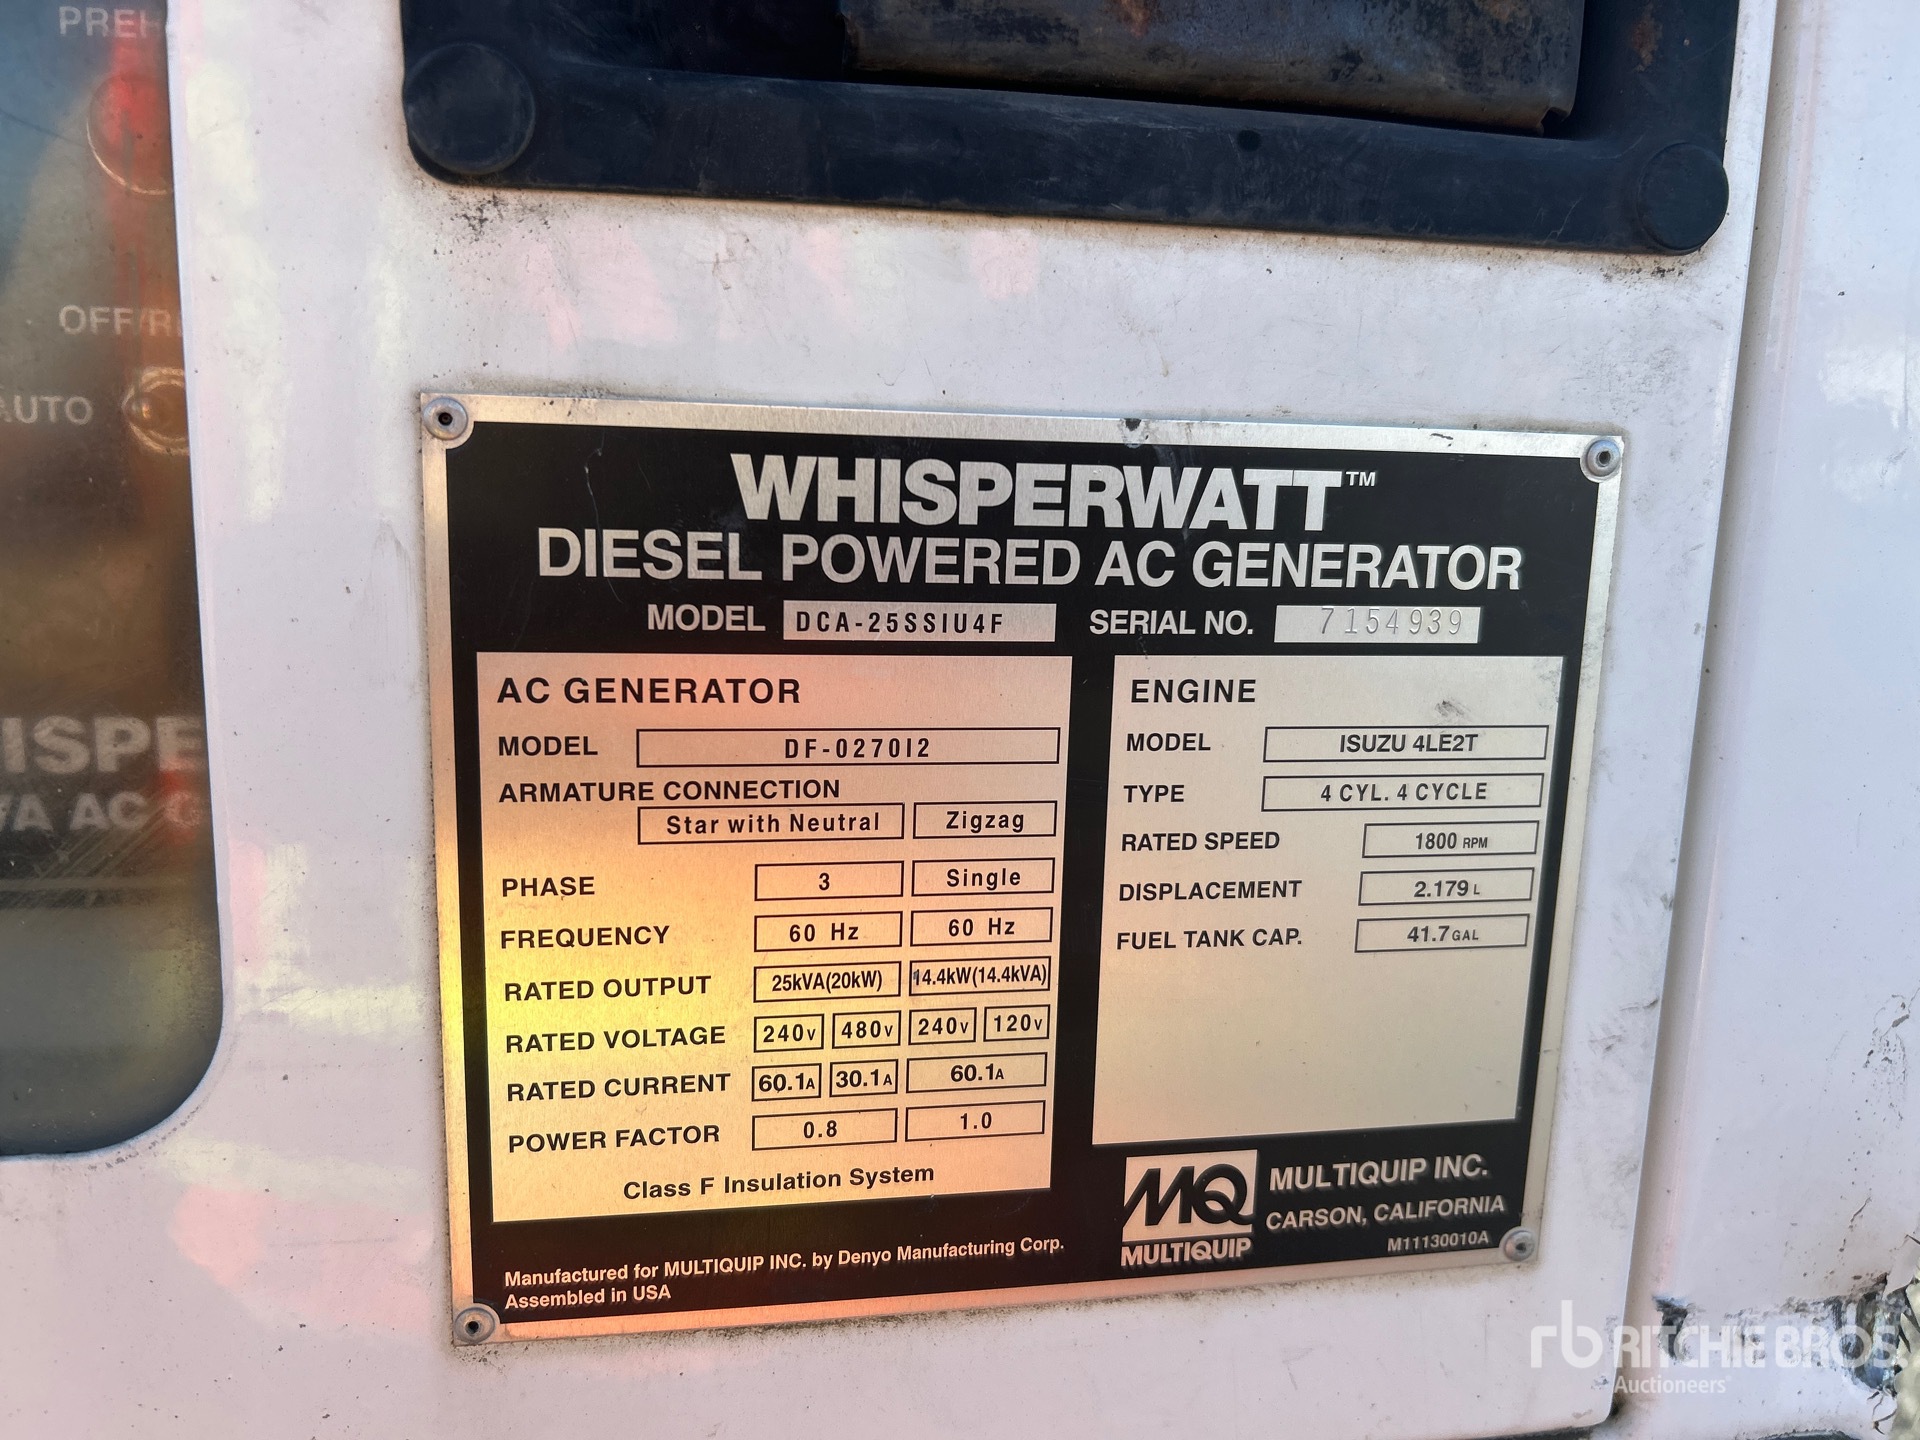 PREH
OFF/R
AUTO
ISPE
VA AC G
WHISPERWATT™
DIESEL POWERED AC GENERATOR
MODEL DCA-25SSIU4F SERIAL NO. 7154939
AC GENERATOR
MODEL DF-0270I2
ARMATURE CONNECTION
Star with Neutral Zigzag
PHASE 3 Single
FREQUENCY 60 Hz 60 Hz
RATED OUTPUT 25kVA(20kW) 14.4kW(14.4kVA)
RATED VOLTAGE 240V 480V 240V 120V
RATED CURRENT 60.1A 30.1A 60.1A
POWER FACTOR 0.8 1.0
Class F Insulation System
ENGINE
MODEL ISUZU 4LE2T
TYPE 4 CYL. 4 CYCLE
RATED SPEED 1800 RPM
DISPLACEMENT 2.179 L
FUEL TANK CAP. 41.7 GAL
Manufactured for MULTIQUIP INC. by Denyo Manufacturing Corp.
Assembled in USA
MQ
MULTIQUIP
MULTIQUIP INC.
CARSON, CALIFORNIA
M11130010A
rb RITCHIE BROS.
Auctioneers